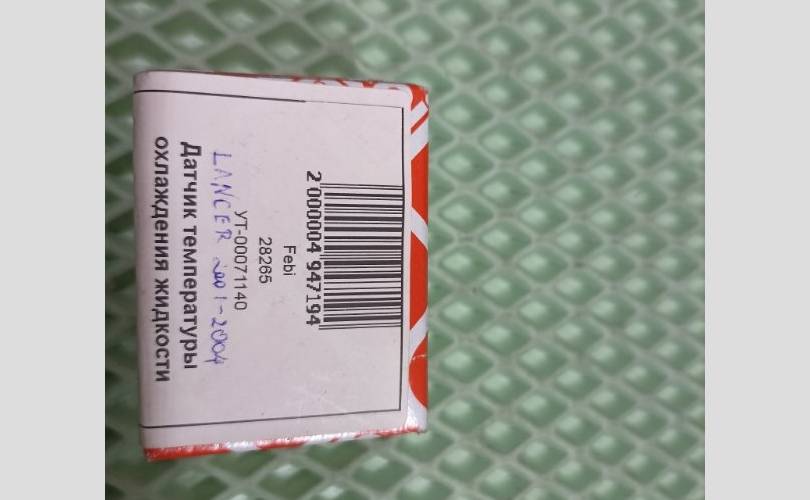 2 000004 947194
Febi
28265
УТ-00071140
LANCER 2001-2004
Датчик температуры
охлаждения жидкости